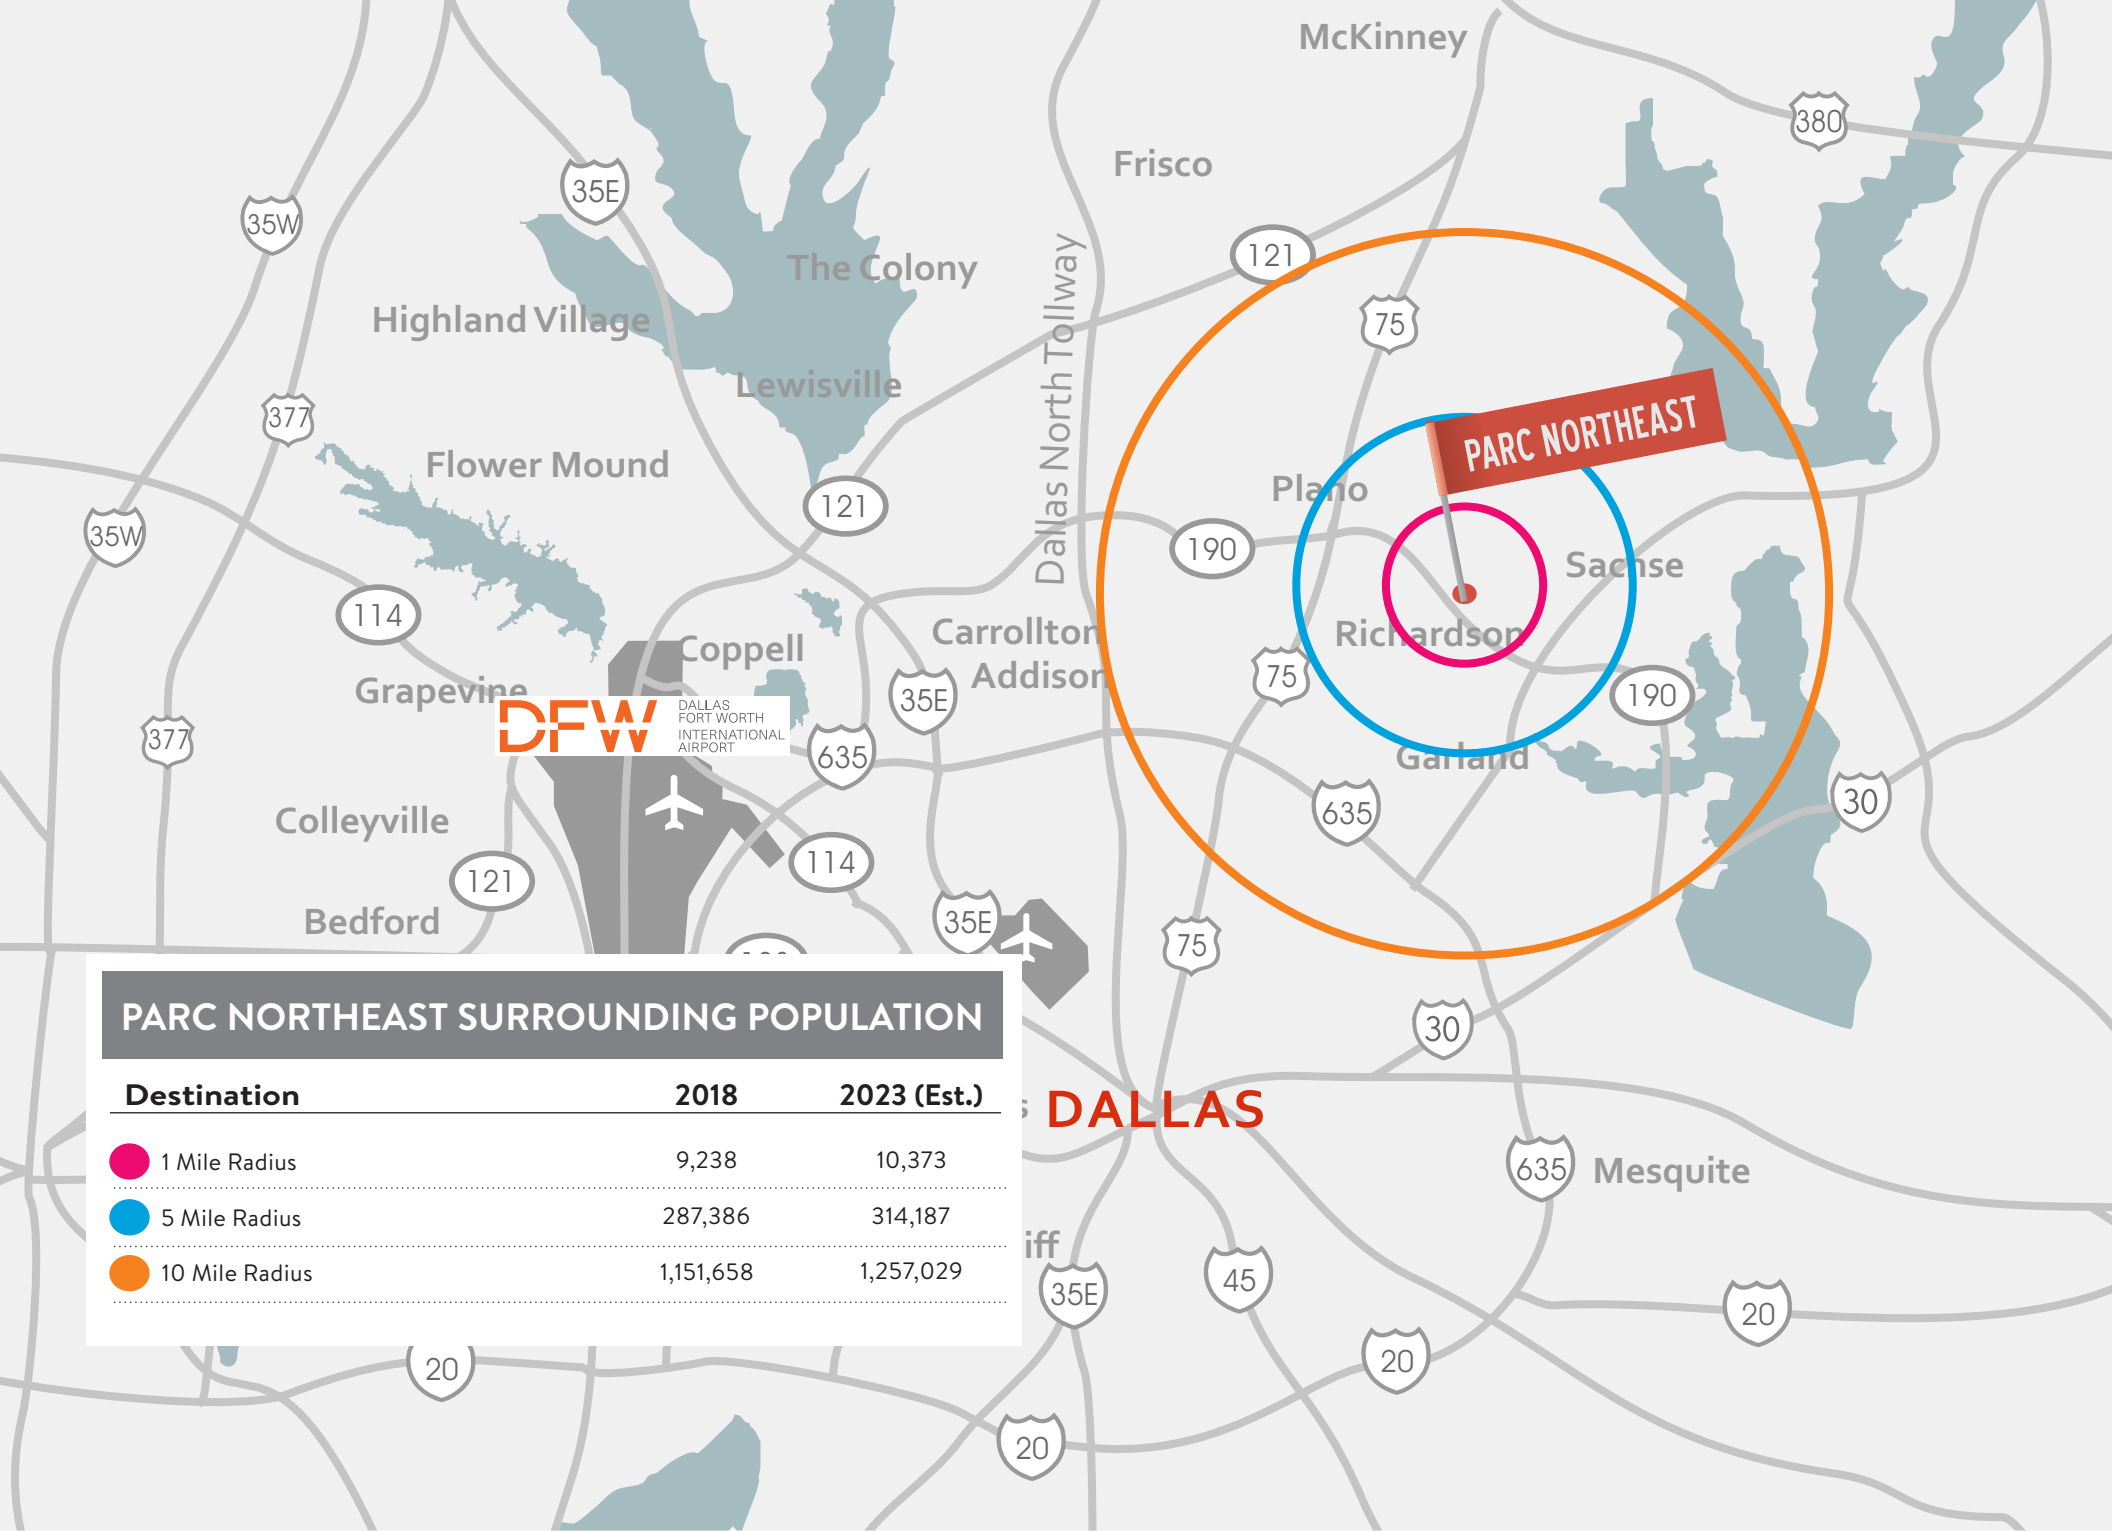 McKinney
380
Frisco
35E
35W
121
The Colony
Dallas North Tollway
Highland Village
75
Lewisville
377
PARC NORTHEAST
Flower Mound
Plano
121
35W
190
Sachse
114
Carrollton
Richardson
Coppell
Addison
75
Grapevine
35E
190
DFW
DALLAS
FORT WORTH
INTERNATIONAL
AIRPORT
377
635
Garland
30
635
Colleyville
114
121
Bedford
35E
75
PARC NORTHEAST SURROUNDING POPULATION
30
Destination 2018 2023 (Est.)
DALLAS
1 Mile Radius 9,238 10,373
635
Mesquite
5 Mile Radius 287,386 314,187
iff
10 Mile Radius 1,151,658 1,257,029
35E
45
20
20
20
20